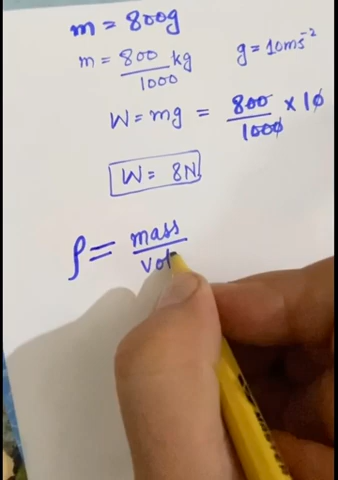 m = 800g
m = 800/1000 kg g = 10ms⁻²
W = mg = 800/1000 × 10
W = 8N
ρ = mass/vol